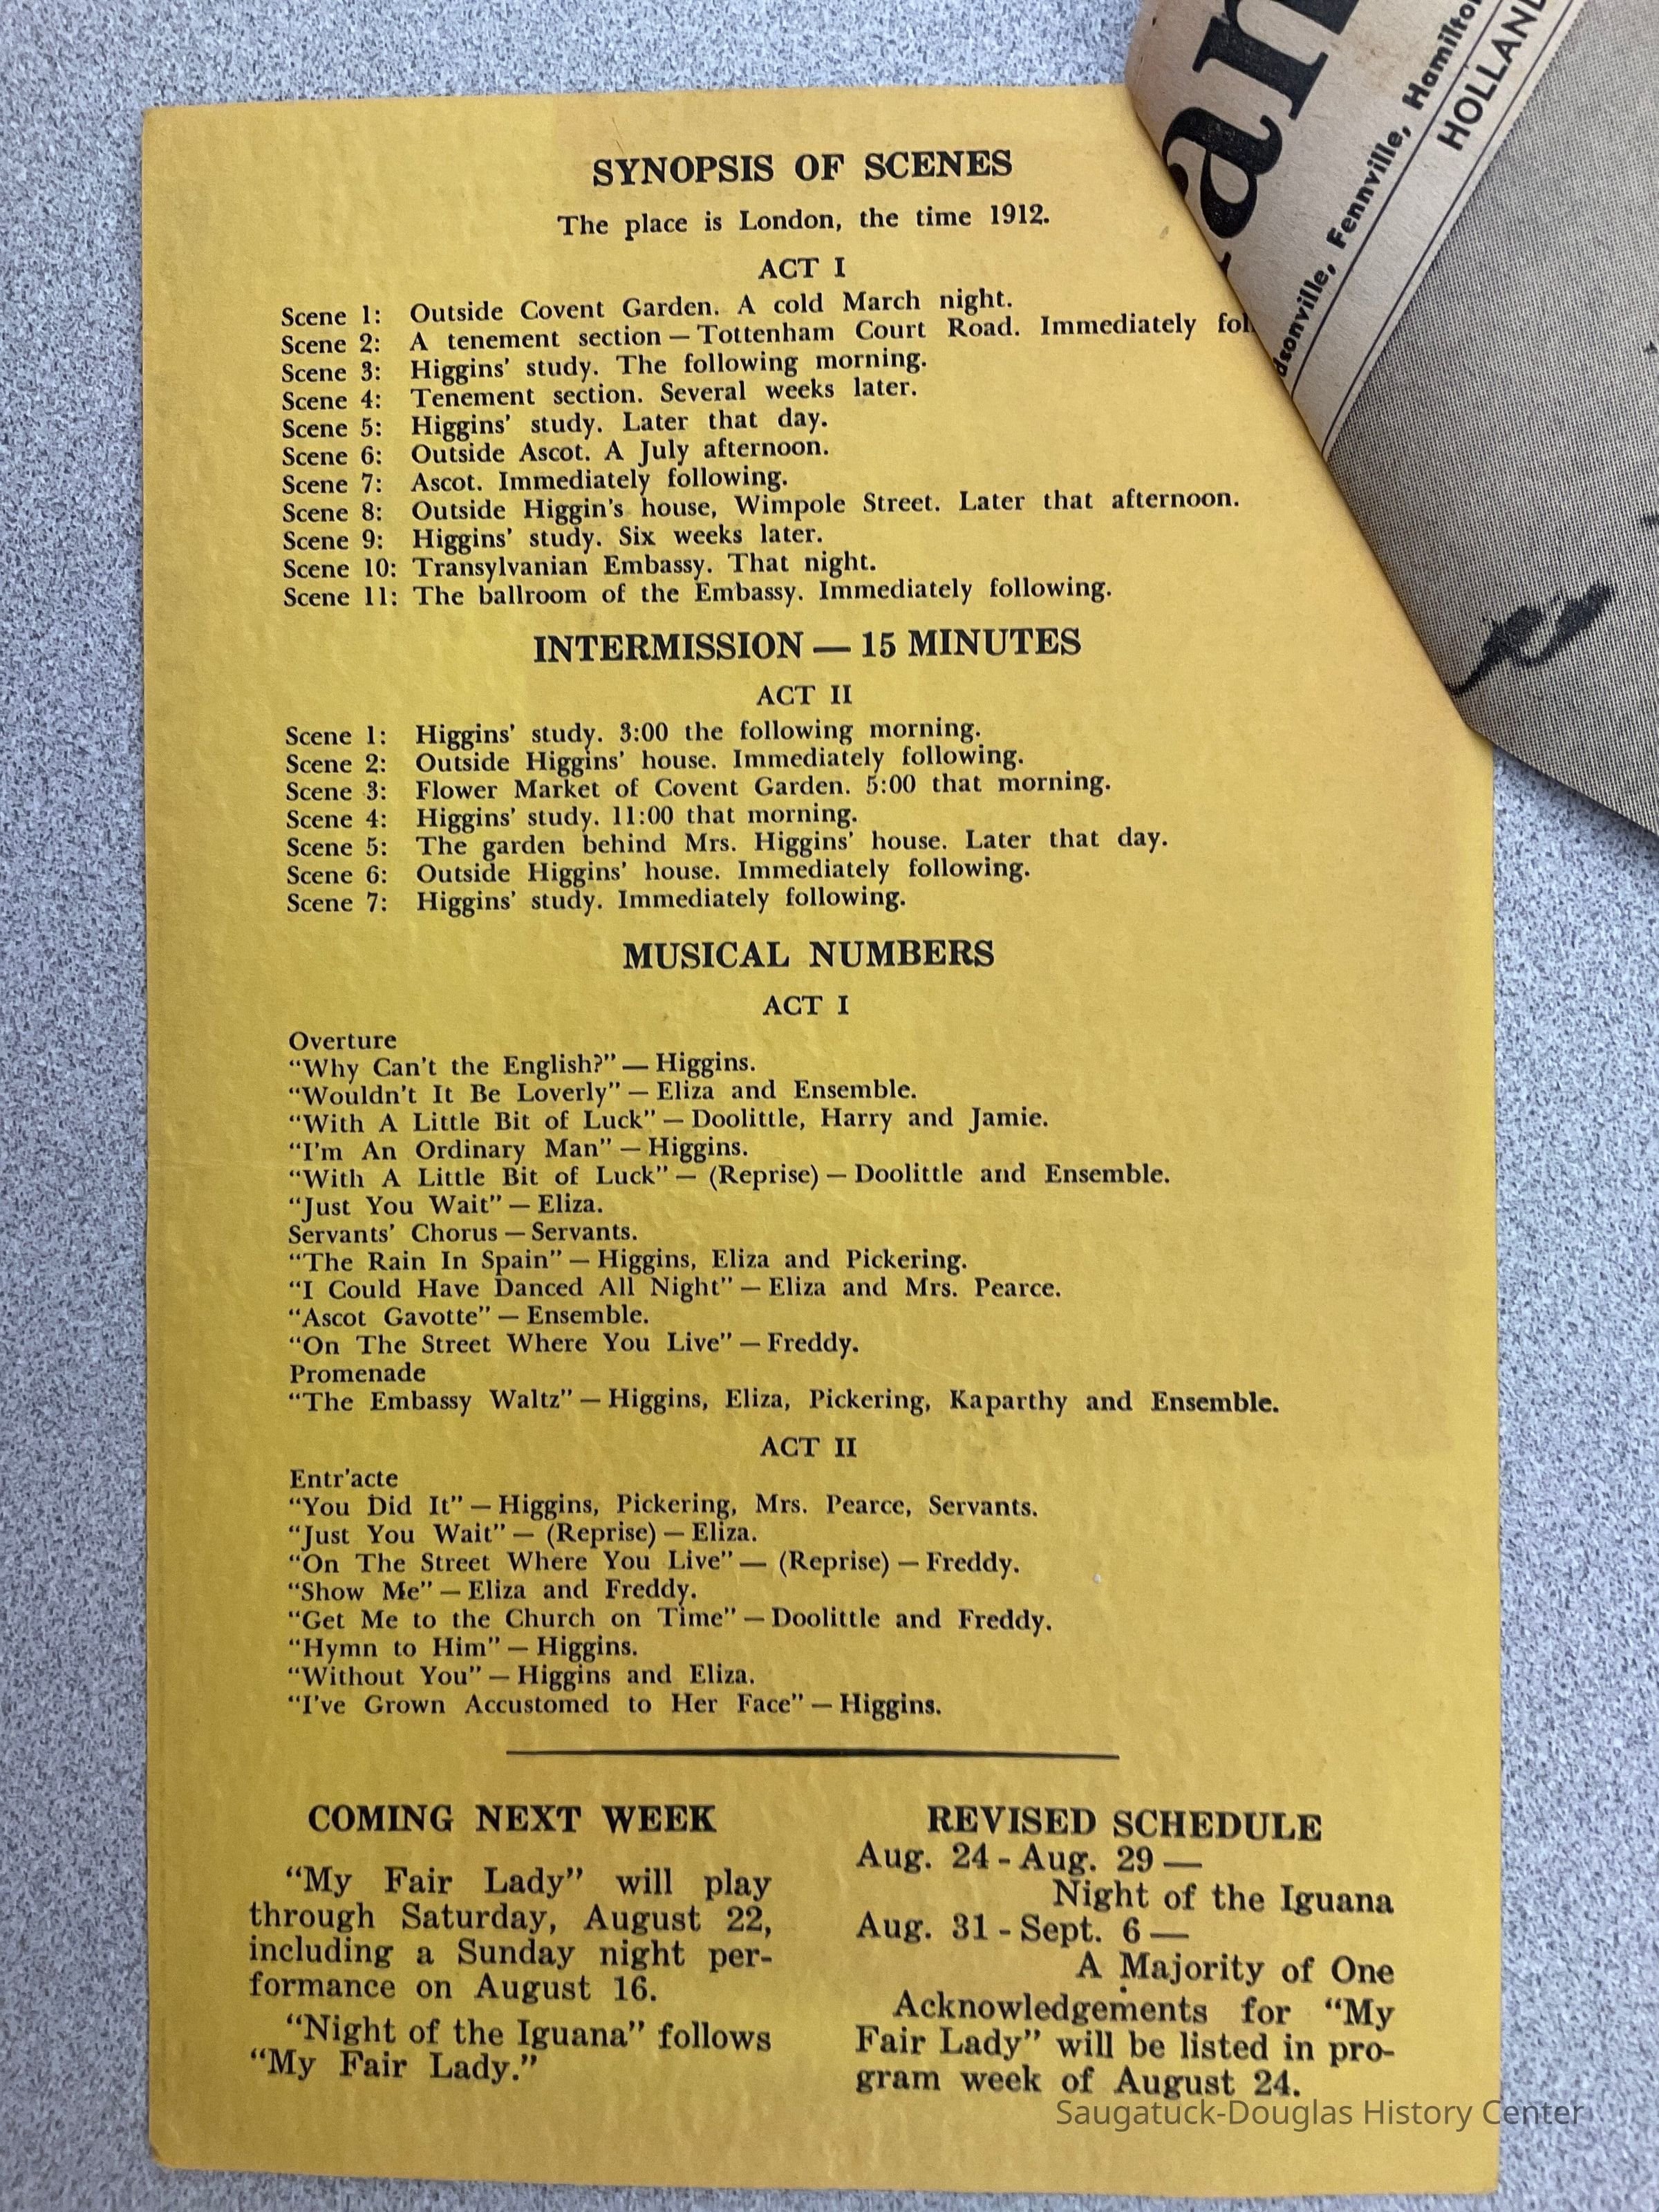 SYNOPSIS OF SCENES
The place is London, the time 1912.
ACT I
Scene 1: Outside Covent Garden. A cold March night.
Scene 2: A tenement section — Tottenham Court Road. Immediately
Scene 3: Higgins' study. The following morning.
Scene 4: Tenement section. Several weeks later.
Scene 5: Higgins' study. Later that day.
Scene 6: Outside Ascot. A July afternoon.
Scene 7: Ascot. Immediately following.
Scene 8: Outside Higgin's house, Wimpole Street. Later that afternoon.
Scene 9: Higgins' study. Six weeks later.
Scene 10: Transylvanian Embassy. That night.
Scene 11: The ballroom of the Embassy. Immediately following.
INTERMISSION — 15 MINUTES
ACT II
Scene 1: Higgins' study. 3:00 the following morning.
Scene 2: Outside Higgins' house. Immediately following.
Scene 3: Flower Market of Covent Garden. 5:00 that morning.
Scene 4: Higgins' study. 11:00 that morning.
Scene 5: The garden behind Mrs. Higgins' house. Later that day.
Scene 6: Outside Higgins' house. Immediately following.
Scene 7: Higgins' study. Immediately following.
MUSICAL NUMBERS
ACT I
Overture
"Why Can't the English?" — Higgins.
"Wouldn't It Be Loverly" — Eliza and Ensemble.
"With A Little Bit of Luck" — Doolittle, Harry and Jamie.
"I'm An Ordinary Man" — Higgins.
"With A Little Bit of Luck" — (Reprise) — Doolittle and Ensemble.
"Just You Wait" — Eliza.
Servants' Chorus — Servants.
"The Rain In Spain" — Higgins, Eliza and Pickering.
"I Could Have Danced All Night" — Eliza and Mrs. Pearce.
"Ascot Gavotte" — Ensemble.
"On The Street Where You Live" — Freddy.
Promenade
"The Embassy Waltz" — Higgins, Eliza, Pickering, Kaparthy and Ensemble.
ACT II
Entr'acte
"You Did It" — Higgins, Pickering, Mrs. Pearce, Servants.
"Just You Wait" — (Reprise) — Eliza.
"On The Street Where You Live" — (Reprise) — Freddy.
"Show Me" — Eliza and Freddy.
"Get Me to the Church on Time" — Doolittle and Freddy.
"Hymn to Him" — Higgins.
"Without You" — Higgins and Eliza.
"I've Grown Accustomed to Her Face" — Higgins.
COMING NEXT WEEK
"My Fair Lady" will play
through Saturday, August 22,
including a Sunday night per-
formance on August 16.
"Night of the Iguana" follows
"My Fair Lady."
REVISED SCHEDULE
Aug. 24 - Aug. 29 —
Night of the Iguana
Aug. 31 - Sept. 6 —
A Majority of One
Acknowledgements for "My
Fair Lady" will be listed in pro-
gram week of August 24.
Fennville, Hamilton
HOLLAND
Saugatuck-Douglas History Center